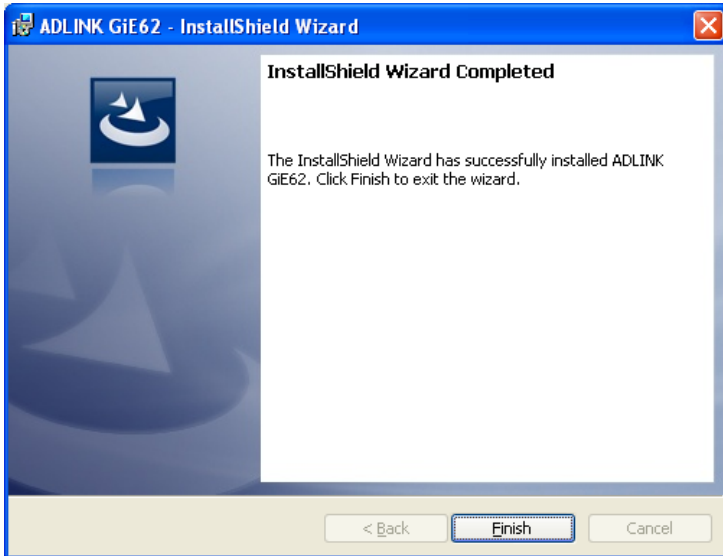 ADLINK GiE62 - InstallShield Wizard
InstallShield Wizard Completed
The InstallShield Wizard has successfully installed ADLINK
GiE62. Click Finish to exit the wizard.
< Back Finish Cancel